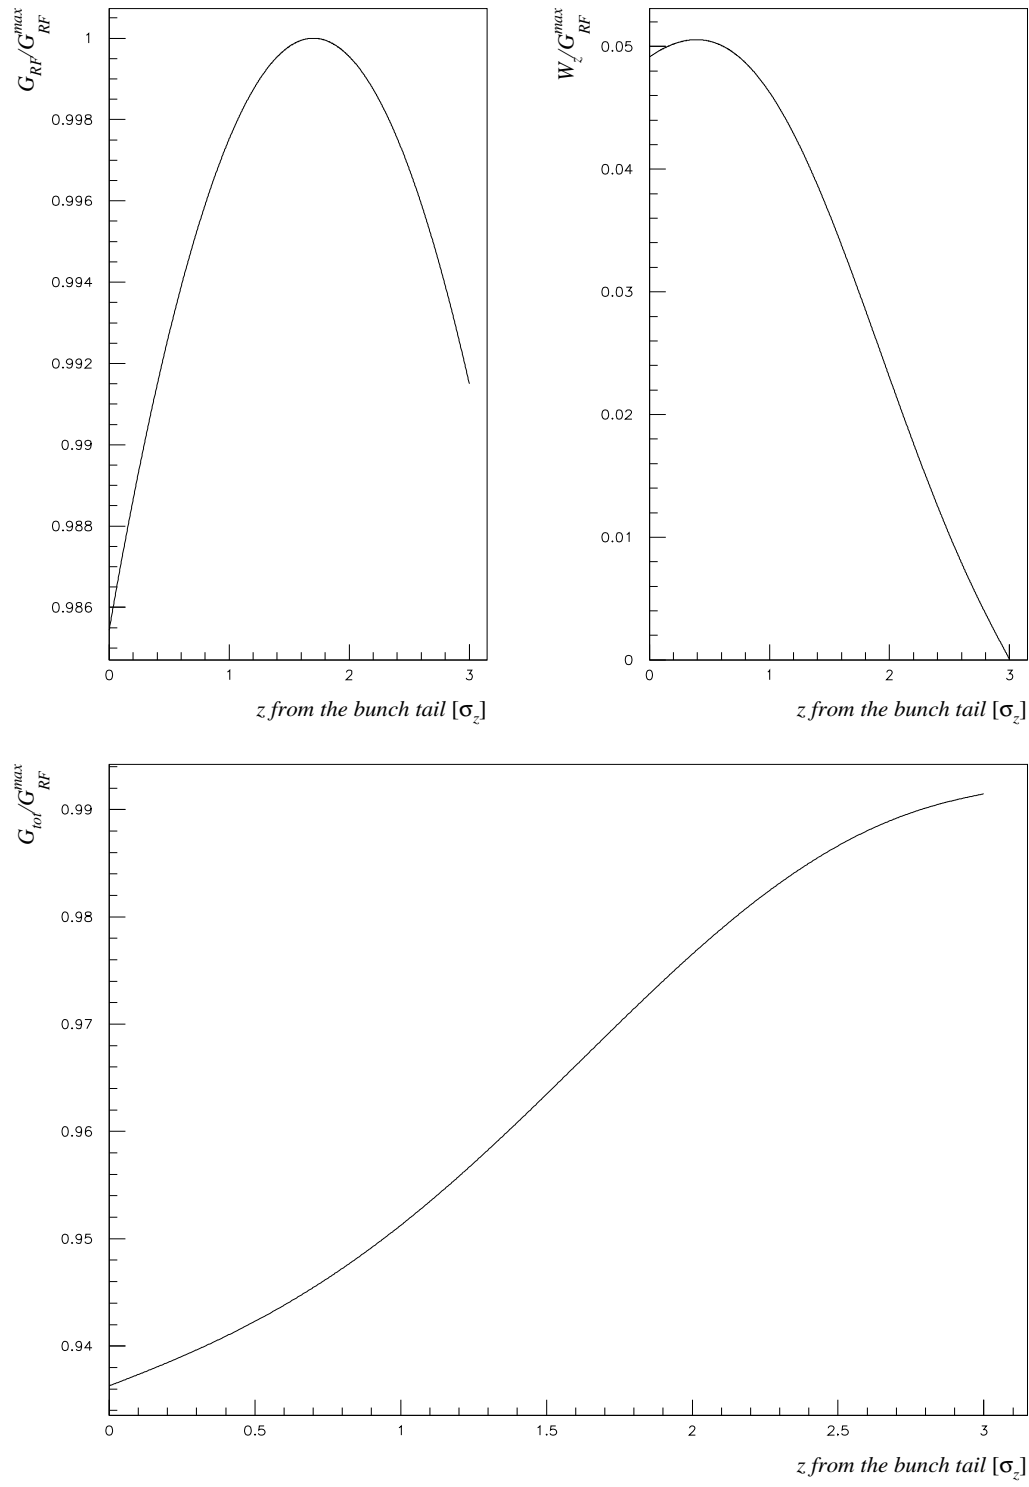 G_RF/G_RF^max
1
0.998
0.996
0.994
0.992
0.99
0.988
0.986
0 1 2 3
z from the bunch tail [σ_z]
W_z/G_RF^max
0.05
0.04
0.03
0.02
0.01
0
0 1 2 3
z from the bunch tail [σ_z]
G_tot/G_RF^max
0.99
0.98
0.97
0.96
0.95
0.94
0 0.5 1 1.5 2 2.5 3
z from the bunch tail [σ_z]